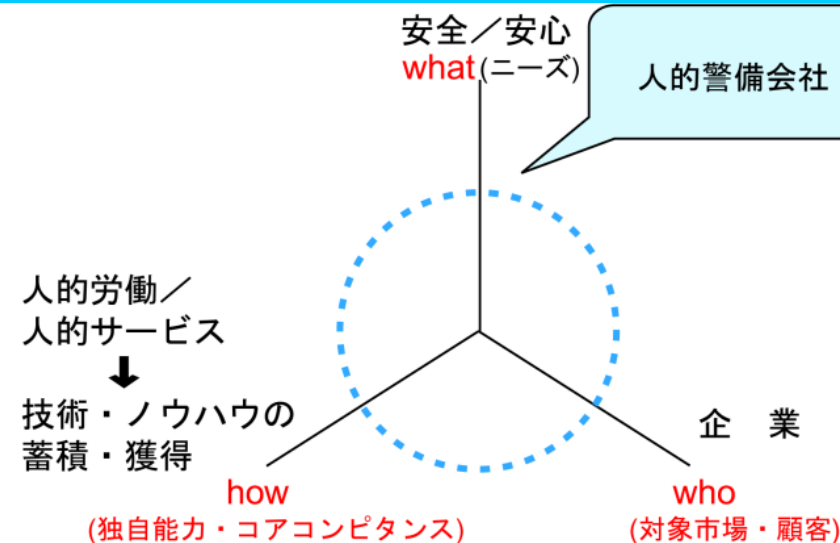 安全／安心
what(ニーズ)
人的警備会社
人的労働／
人的サービス
技術・ノウハウの
蓄積・獲得
how
(独自能力・コアコンピタンス)
企　業
who
(対象市場・顧客)